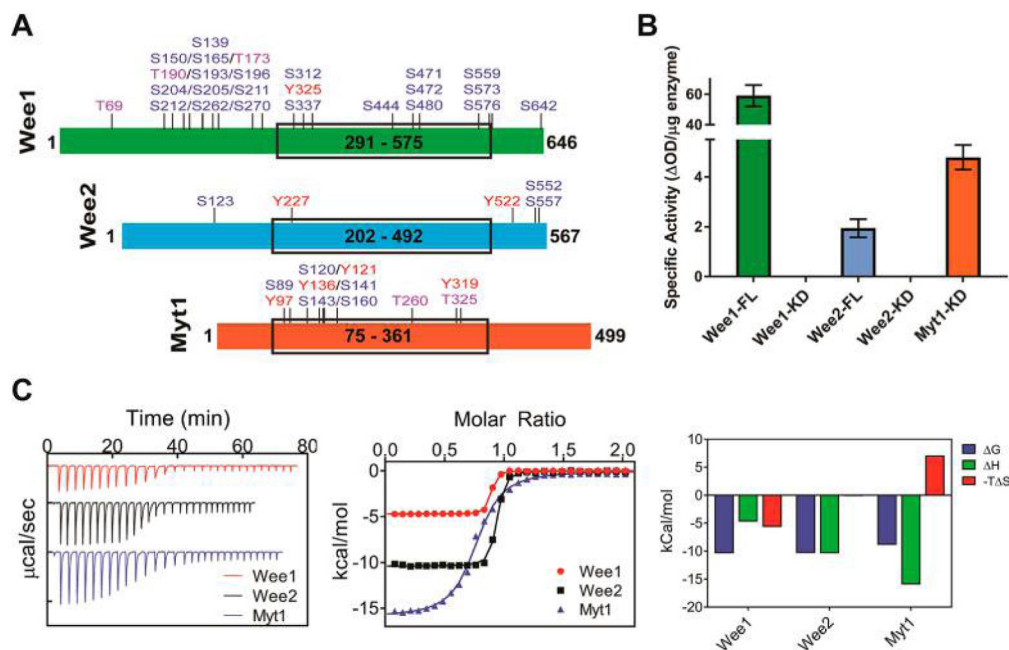 A
S139
S150/S165/T173
T190/S193/S196
S204/S205/S211
S212/S262/S270
T69
S312
Y325
S337
S444
S471
S472
S480
S559
S573
S576
S642
Wee1
1
291 - 575
646
S123
Y227
Y522
S552
S557
Wee2
1
202 - 492
567
S120/Y121
S89
Y136/S141
Y97
S143/S160
T260
Y319
T325
Myt1
1
75 - 361
499
B
Specific Activity (ΔOD/µg enzyme)
60
40
4
2
0
Wee1-FL
Wee1-KD
Wee2-FL
Wee2-KD
Myt1-KD
C
Time (min)
0 20 40 60 80
µcal/sec
Wee1
Wee2
Myt1
Molar Ratio
0.0 0.5 1.0 1.5 2.0
kcal/mol
0
-5
-10
-15
Wee1
Wee2
Myt1
kCal/mol
10
5
0
-5
-10
-15
-20
Wee1
Wee2
Myt1
ΔG
ΔH
-TΔS